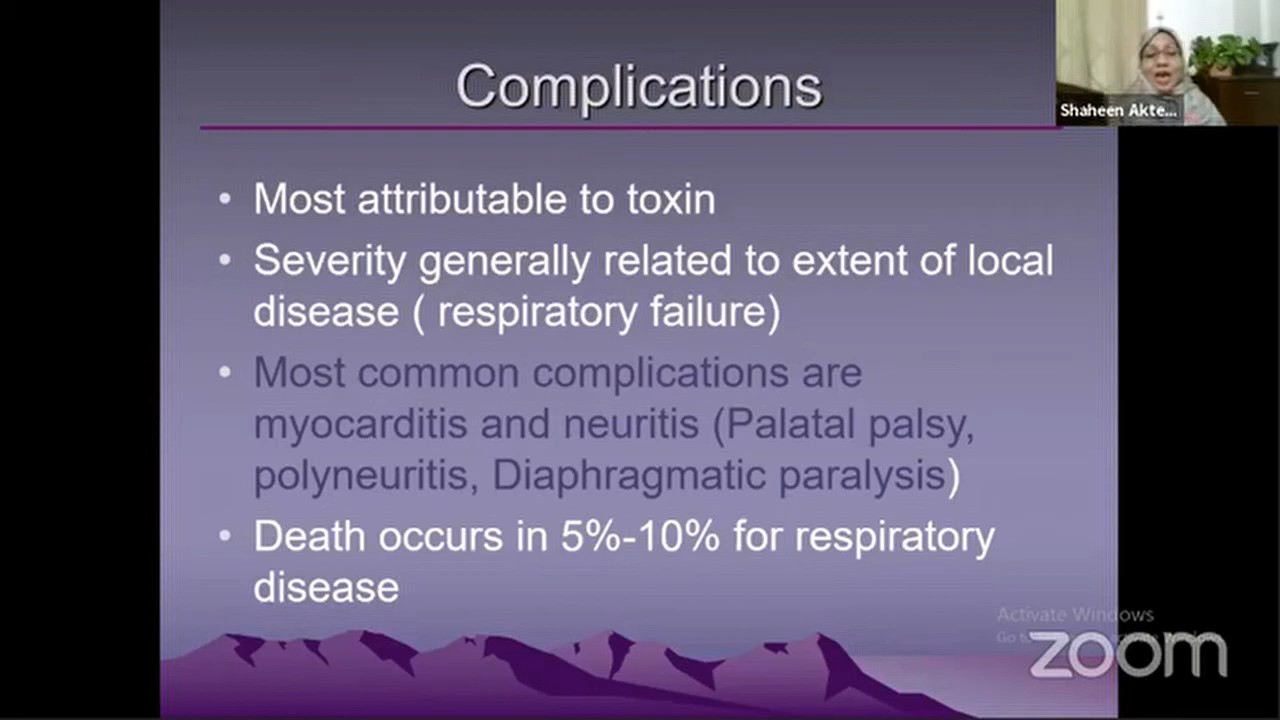 Complications
Shaheen Akte...
• Most attributable to toxin
• Severity generally related to extent of local
disease ( respiratory failure)
• Most common complications are
myocarditis and neuritis (Palatal palsy,
polyneuritis, Diaphragmatic paralysis)
• Death occurs in 5%-10% for respiratory
disease
Activate Windows
Go
zoom